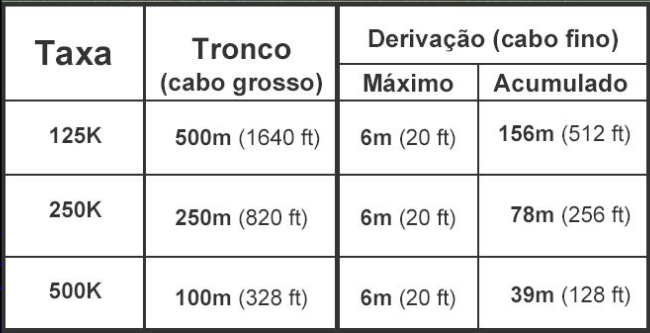 Taxa
Tronco
(cabo grosso)
Derivação (cabo fino)
Máximo
Acumulado
125K
500m (1640 ft)
6m (20 ft)
156m (512 ft)
250K
250m (820 ft)
6m (20 ft)
78m (256 ft)
500K
100m (328 ft)
6m (20 ft)
39m (128 ft)